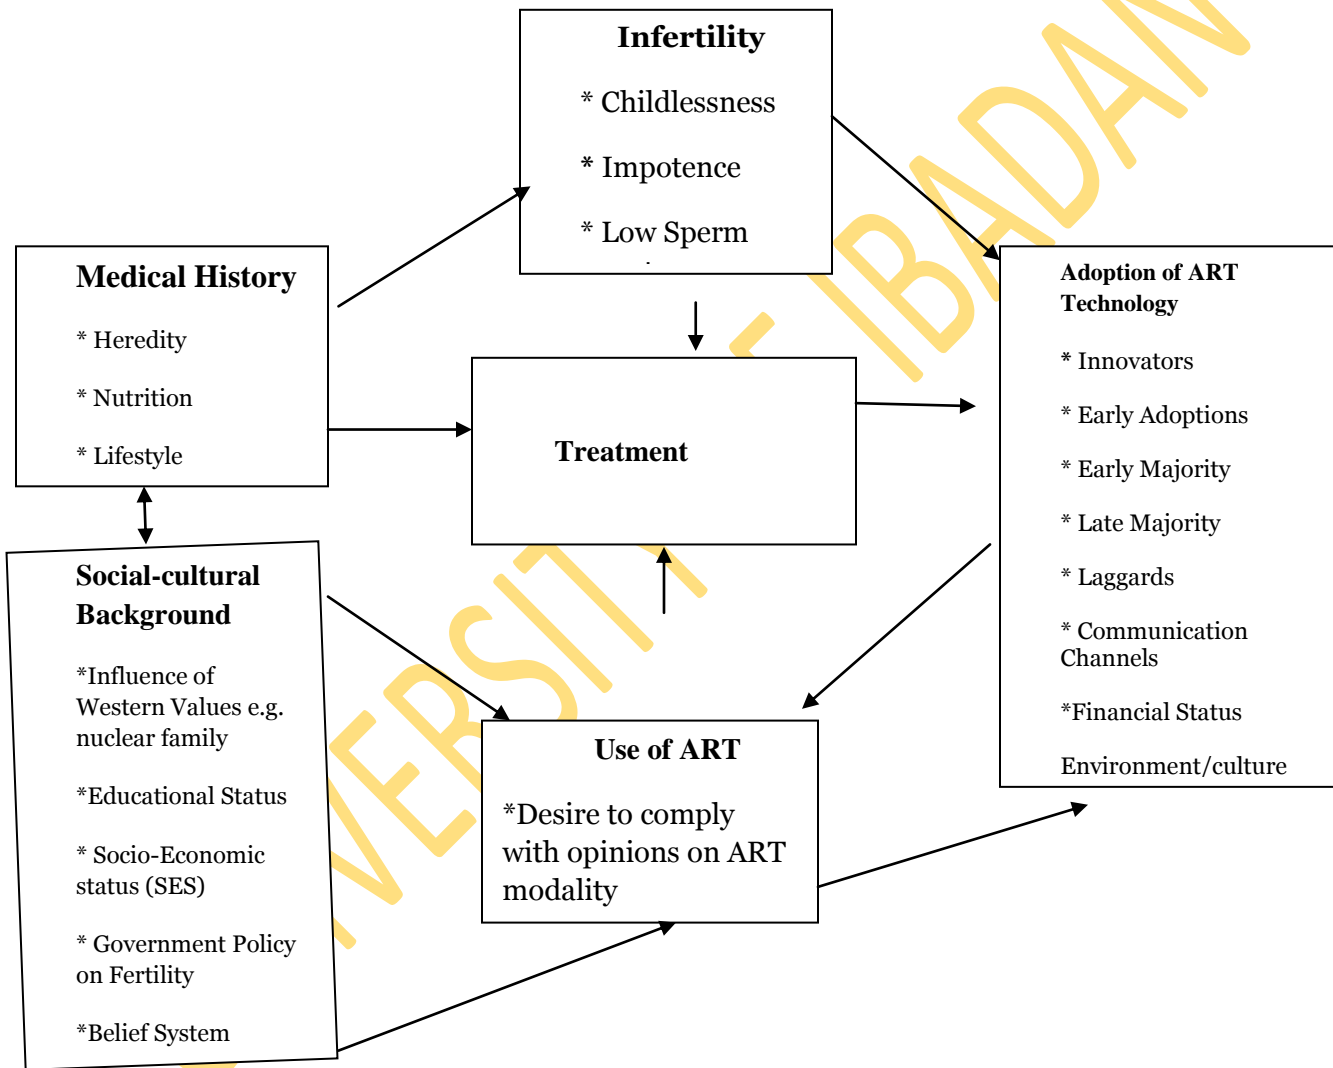 Infertility
* Childlessness
* Impotence
* Low Sperm
Medical History
* Heredity
* Nutrition
* Lifestyle
Treatment
Adoption of ART
Technology
* Innovators
* Early Adoptions
* Early Majority
* Late Majority
* Laggards
* Communication
Channels
*Financial Status
Environment/culture
Social-cultural
Background
*Influence of
Western Values e.g.
nuclear family
*Educational Status
* Socio-Economic
status (SES)
* Government Policy
on Fertility
*Belief System
Use of ART
*Desire to comply
with opinions on ART
modality
IBADAN